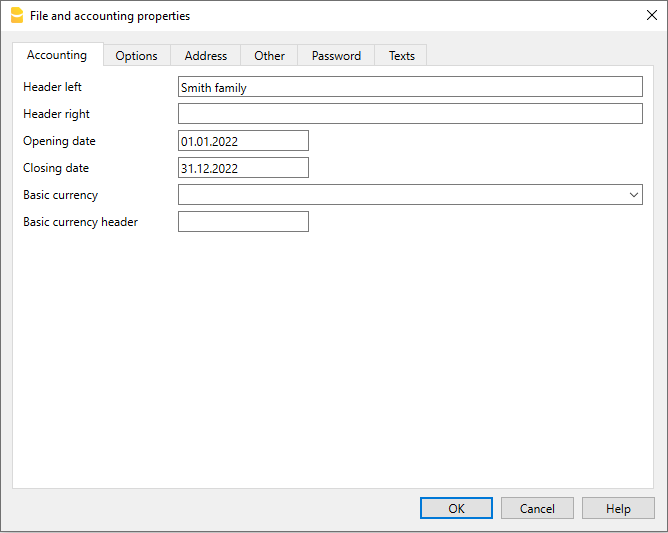 File and accounting properties
Accounting Options Address Other Password Texts
Header left Smith family
Header right
Opening date 01.01.2022
Closing date 31.12.2022
Basic currency
Basic currency header
OK Cancel Help